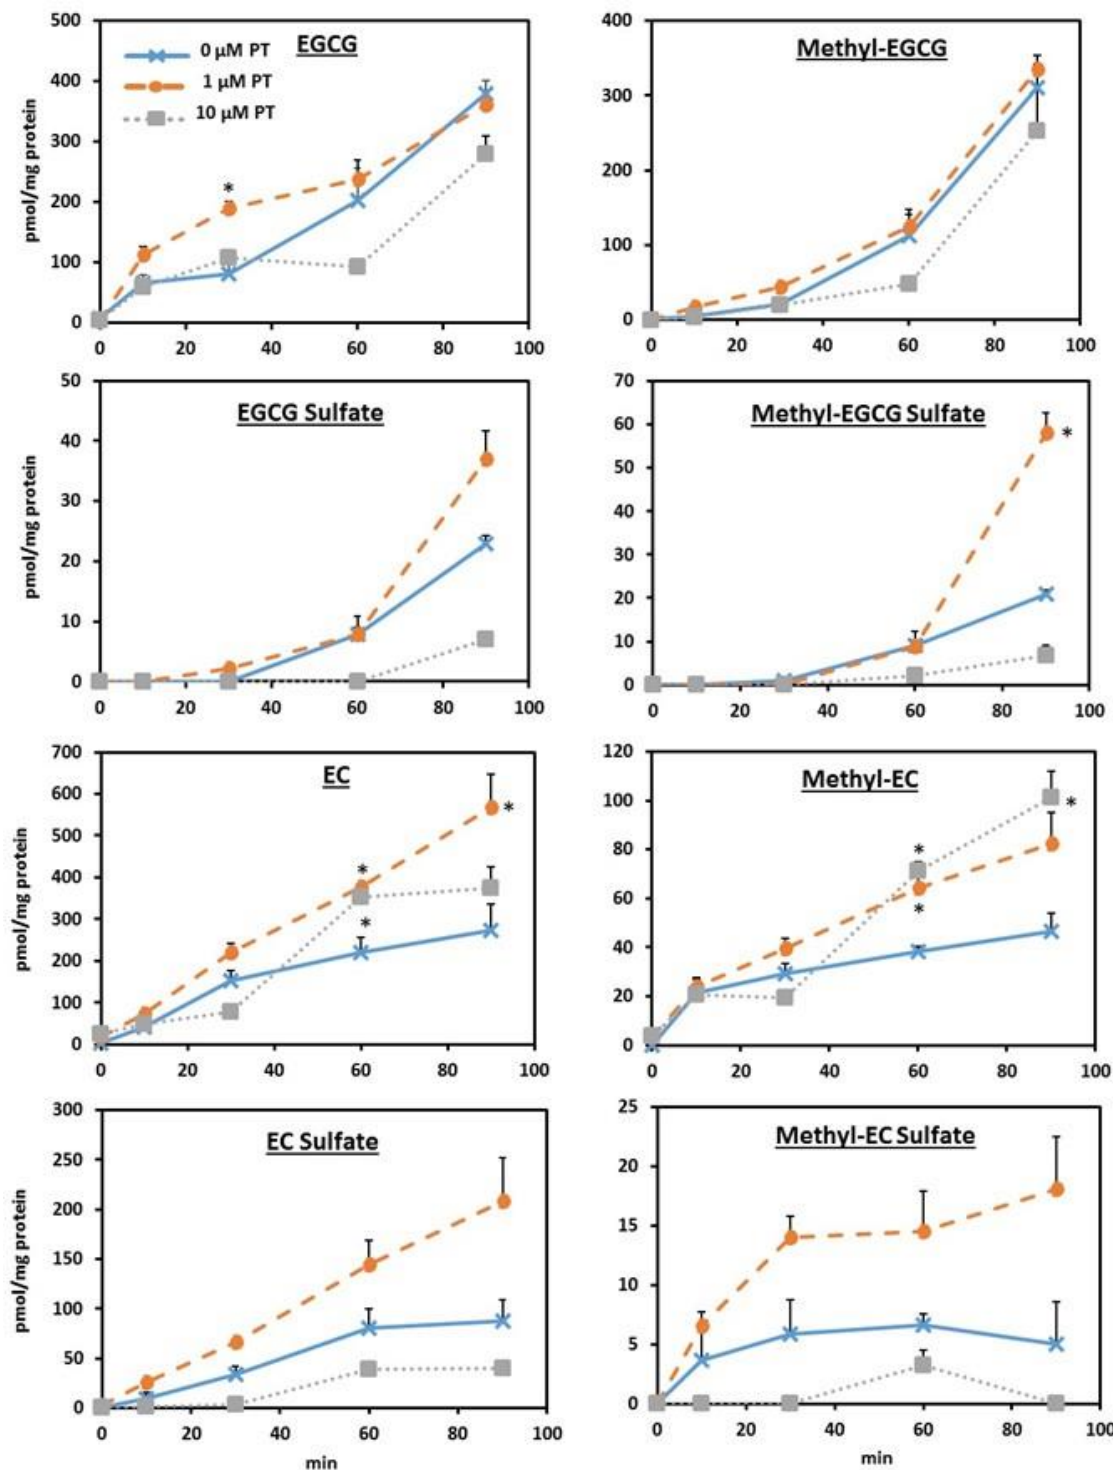 EGCG
0 µM PT
1 µM PT
10 µM PT
pmol/mg protein
500
400
300
200
100
0
*
0 20 40 60 80 100
Methyl-EGCG
400
300
200
100
0
0 20 40 60 80 100
EGCG Sulfate
pmol/mg protein
50
40
30
20
10
0
0 20 40 60 80 100
Methyl-EGCG Sulfate
70
60
50
40
30
20
10
0
*
0 20 40 60 80 100
EC
pmol/mg protein
700
600
500
400
300
200
100
0
*
*
*
0 20 40 60 80 100
Methyl-EC
120
100
80
60
40
20
0
*
*
*
0 20 40 60 80 100
EC Sulfate
pmol/mg protein
300
250
200
150
100
50
0
0 20 40 60 80 100
min
Methyl-EC Sulfate
25
20
15
10
5
0
0 20 40 60 80 100
min